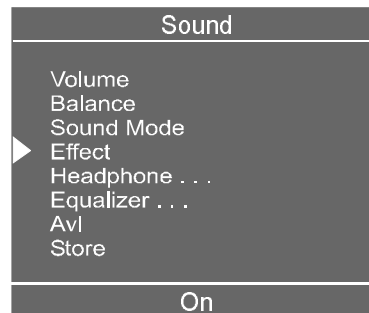 Sound
Volume
Balance
Sound Mode
Effect
Headphone . . .
Equalizer . . .
Avl
Store
On